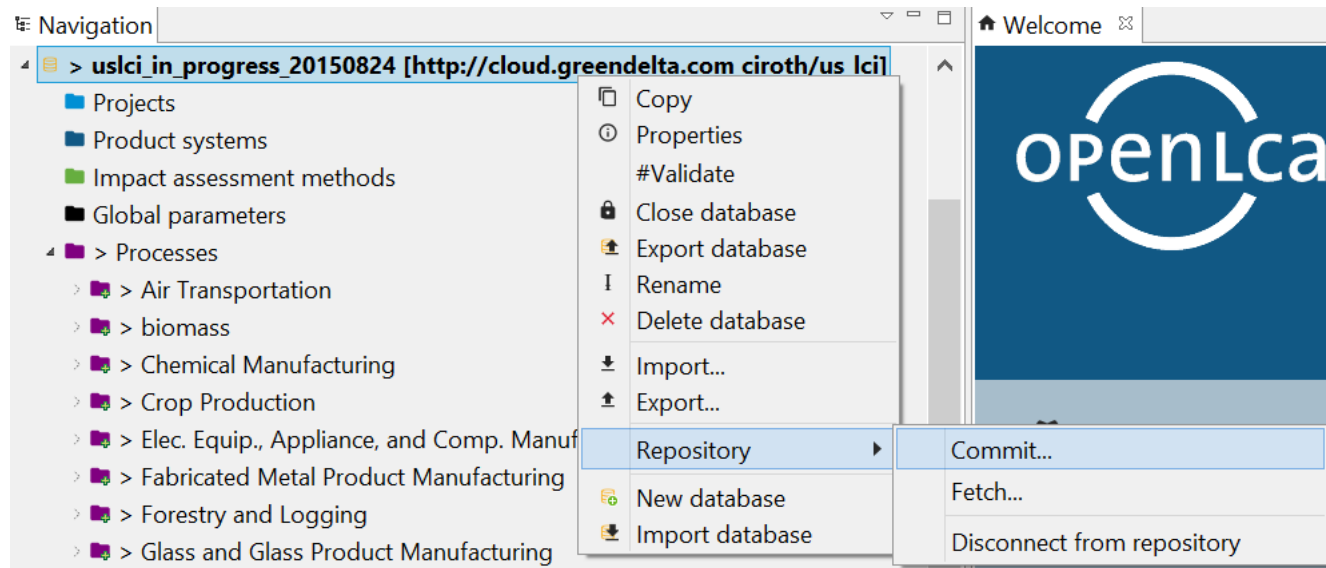 Navigation
> uslci_in_progress_20150824 [http://cloud.greendelta.com ciroth/us_lci]
Projects
Product systems
Impact assessment methods
Global parameters
> Processes
> Air Transportation
> biomass
> Chemical Manufacturing
> Crop Production
> Elec. Equip., Appliance, and Comp. Manuf
> Fabricated Metal Product Manufacturing
> Forestry and Logging
> Glass and Glass Product Manufacturing
Copy
Properties
#Validate
Close database
Export database
Rename
Delete database
Import...
Export...
Repository
New database
Import database
Commit...
Fetch...
Disconnect from repository
Welcome
openLca